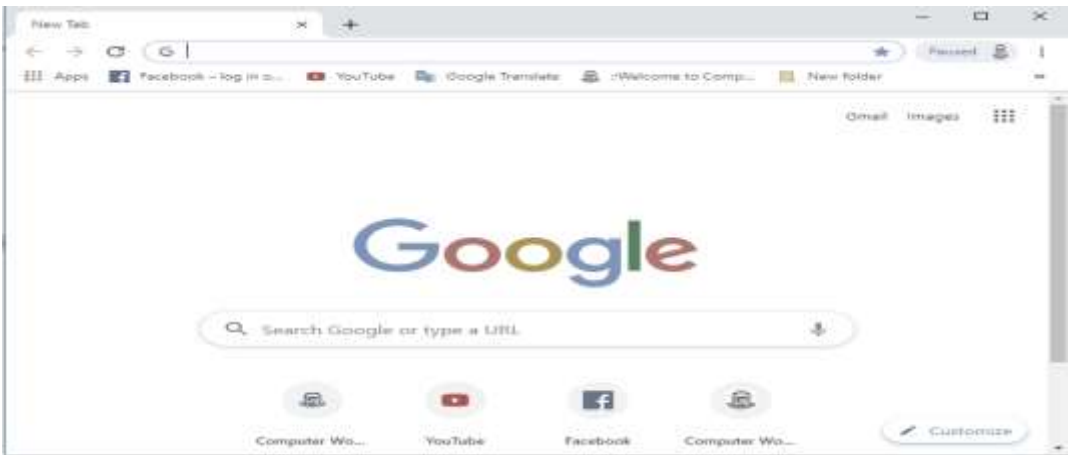 New Tab
G
Paused
Apps Facebook – log in o... YouTube Google Translate ::Welcome to Comp... New folder
Gmail Images
Google
Search Google or type a URL
Computer Wo... YouTube Facebook Computer Wo...
Customize